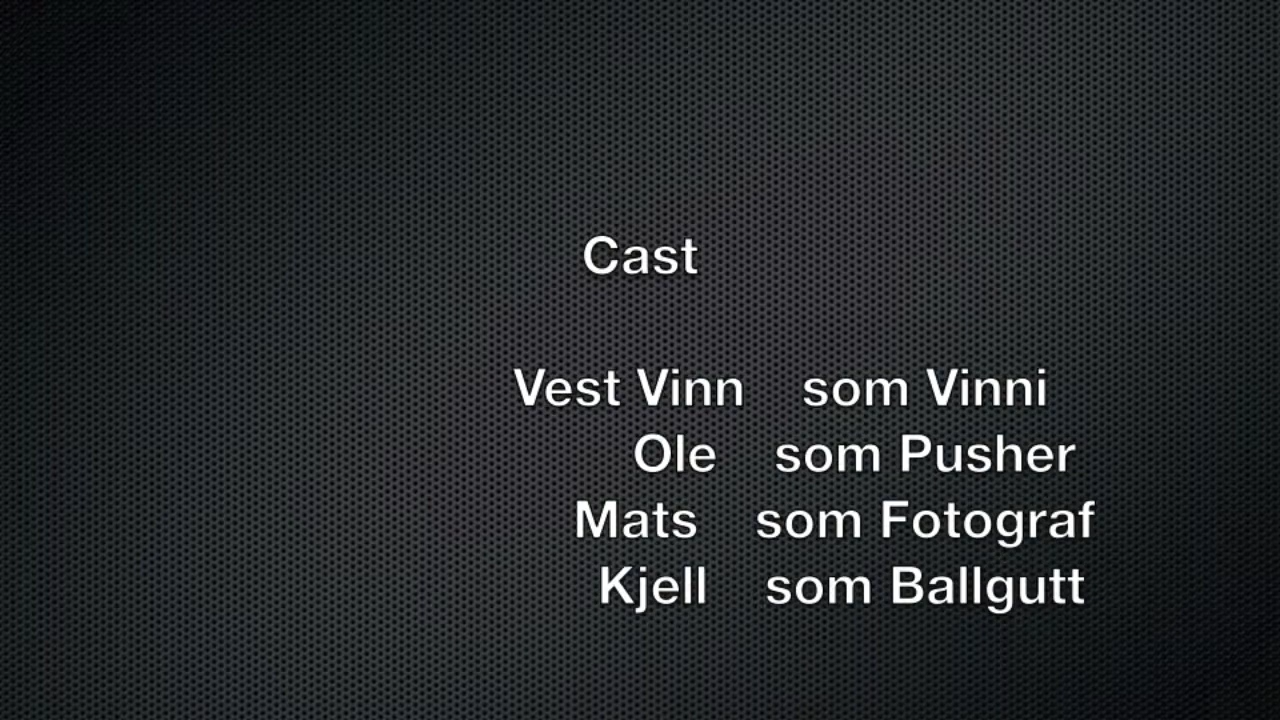 Cast
Vest Vinn som Vinni
Ole som Pusher
Mats som Fotograf
Kjell som Ballgutt